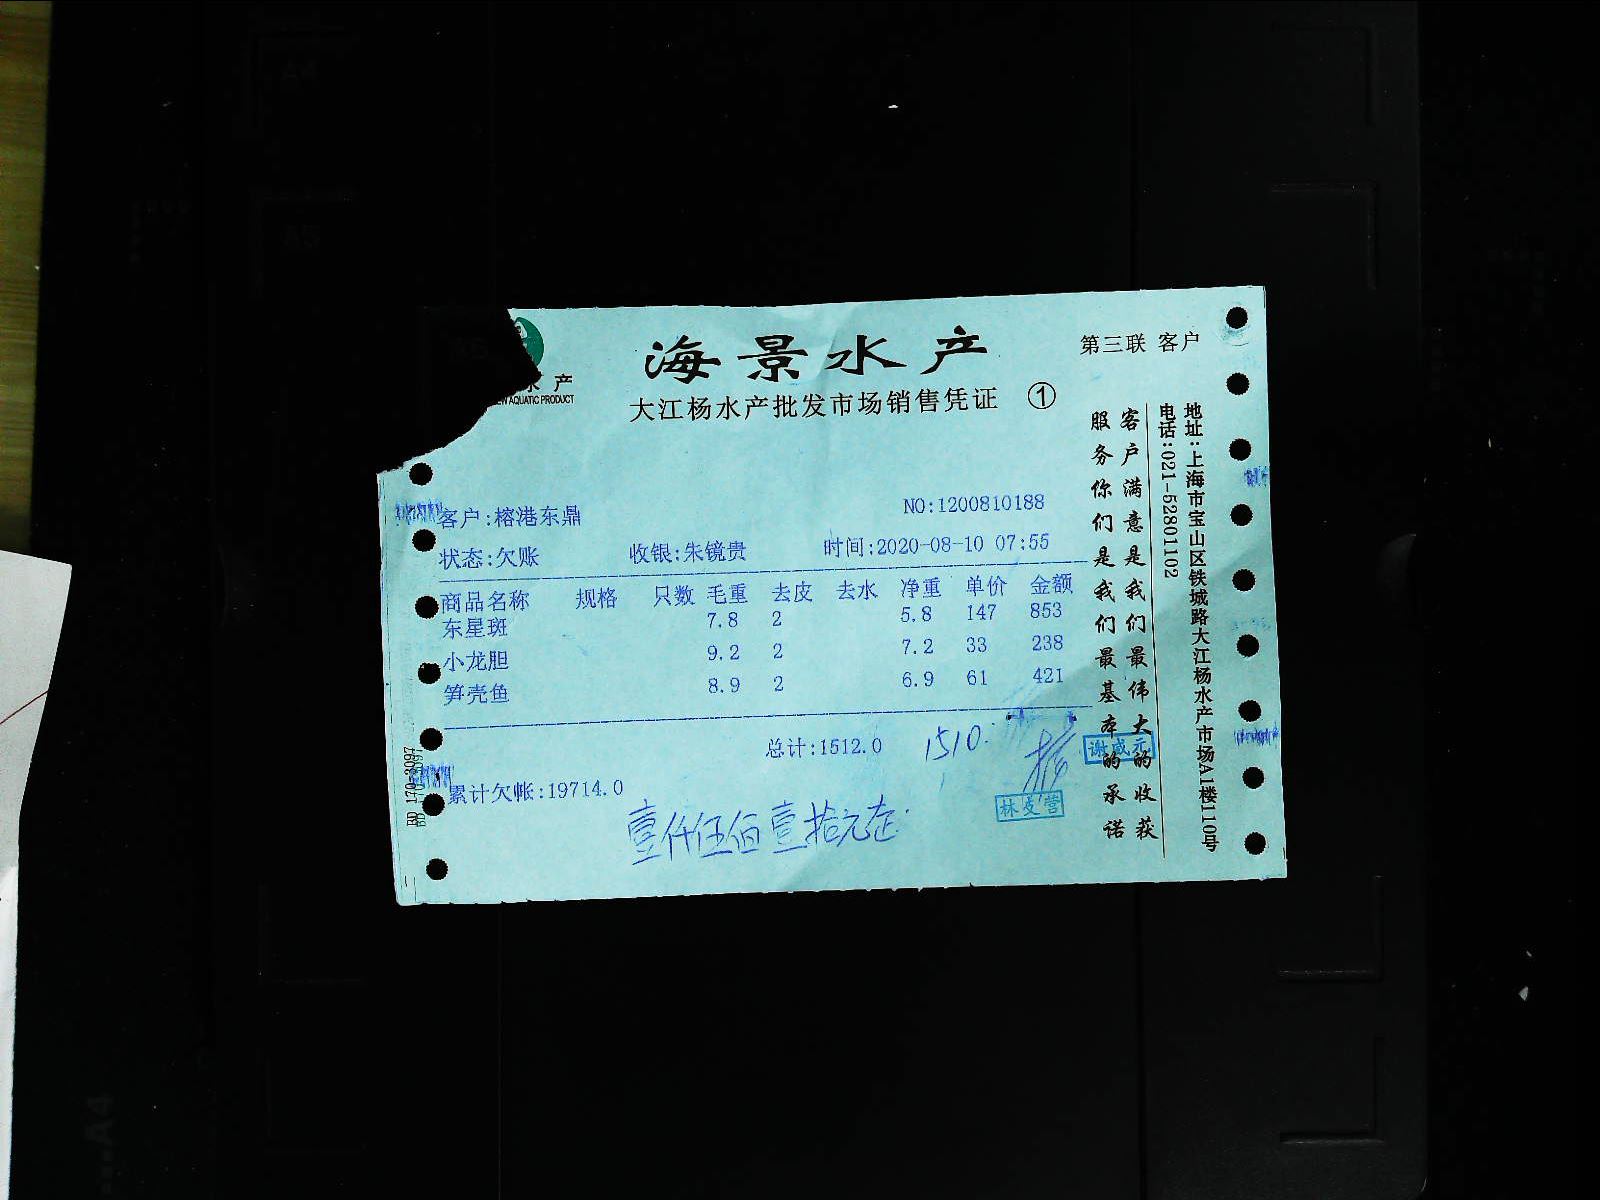 水产
AQUATIC PRODUCT
海景水产
大江杨水产批发市场销售凭证 ①
第三联 客户
客户:榕港东鼎
NO:1200810188
状态:欠账 收银:朱镜贵 时间:2020-08-10 07:55
商品名称 规格 只数 毛重 去皮 去水 净重 单价 金额
东星斑 7.8 2 5.8 147 853
小龙胆 9.2 2 7.2 33 238
笋壳鱼 8.9 2 6.9 61 421
总计:1512.0 1510.
累计欠帐:19714.0
壹仟伍佰壹拾元正.
谢咸元
林友营
客户满意是我们最伟大的收获
服务你们是我们最基本的承诺
地址:上海市宝山区铁城路大江杨水产市场A1楼110号
电话:021-52801102
A4
A5
A4